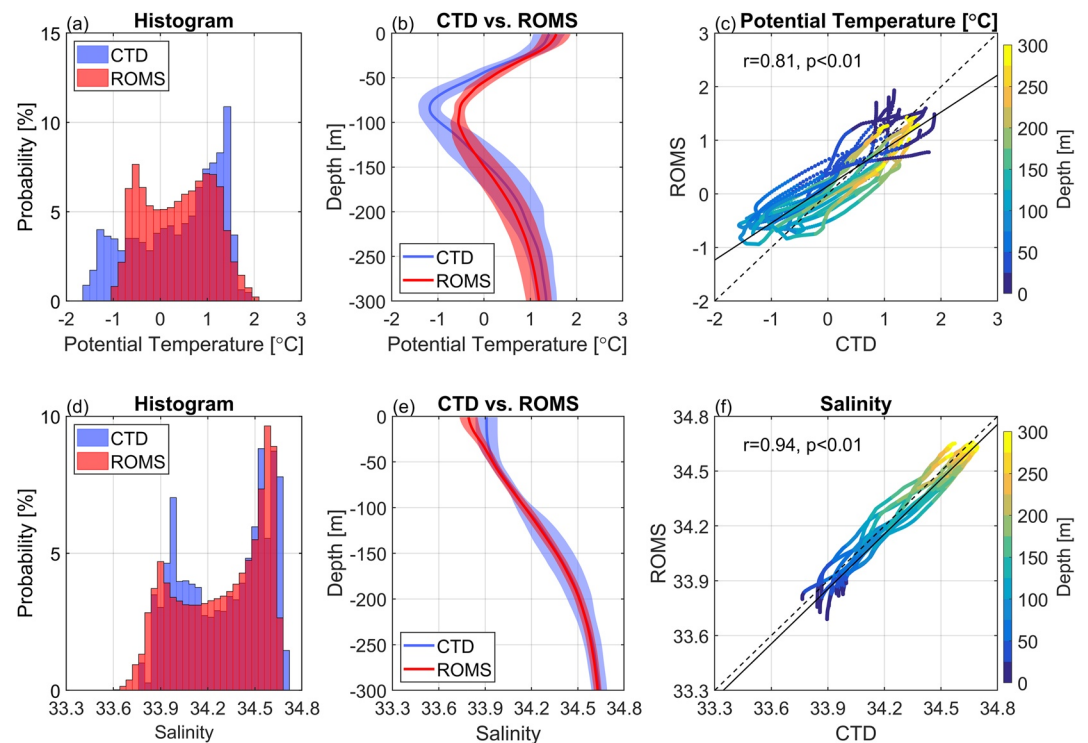 (a) Histogram
15
10
5
0
Probability [%]
CTD
ROMS
-2 -1 0 1 2 3
Potential Temperature [°C]
(b) CTD vs. ROMS
0
-50
-100
-150
-200
-250
-300
Depth [m]
CTD
ROMS
-2 -1 0 1 2 3
Potential Temperature [°C]
(c) Potential Temperature [°C]
r=0.81, p<0.01
3
2
1
0
-1
-2
ROMS
-2 -1 0 1 2 3
CTD
300
250
200
150
100
50
0
Depth [m]
(d) Histogram
10
5
0
Probability [%]
CTD
ROMS
33.3 33.6 33.9 34.2 34.5 34.8
Salinity
(e) CTD vs. ROMS
0
-50
-100
-150
-200
-250
-300
Depth [m]
CTD
ROMS
33.3 33.6 33.9 34.2 34.5 34.8
Salinity
(f) Salinity
r=0.94, p<0.01
34.8
34.5
34.2
33.9
33.6
33.3
ROMS
33.3 33.6 33.9 34.2 34.5 34.8
CTD
300
250
200
150
100
50
0
Depth [m]